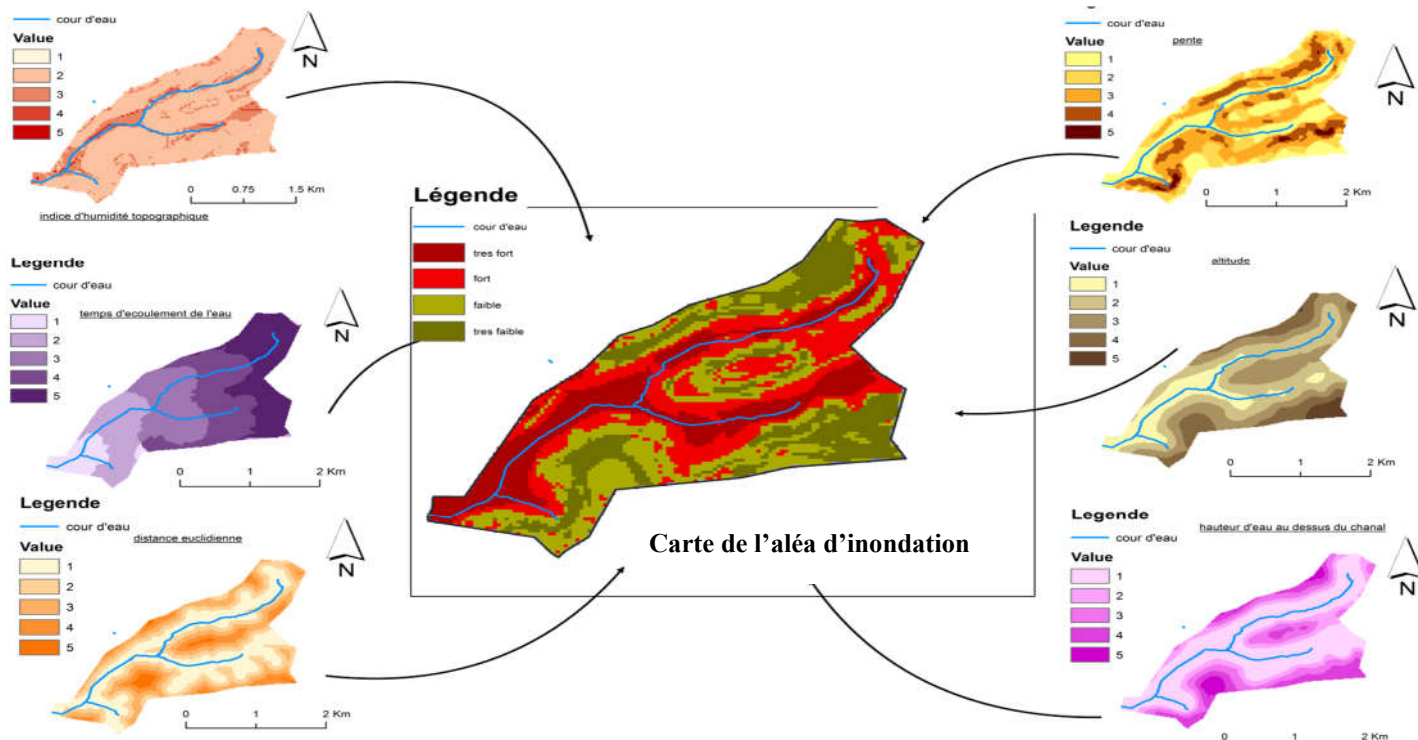 cour d'eau
Value
1
2
3
4
5
N
0 0.75 1.5 Km
indice d'humidité topographique
Legende
cour d'eau
Value
temps d'ecoulement de l'eau
1
2
3
4
5
N
0 1 2 Km
Legende
cour d'eau
distance euclidienne
Value
1
2
3
4
5
N
0 1 2 Km
Légende
cour d'eau
tres fort
fort
faible
tres faible
Carte de l'aléa d'inondation
cour d'eau
Value
pente
1
2
3
4
5
N
0 1 2 Km
Legende
cour d'eau
altitude
Value
1
2
3
4
5
N
0 1 2 Km
Legende
cour d'eau
hauteur d'eau au dessus du chanal
Value
1
2
3
4
5
N
0 1 2 Km